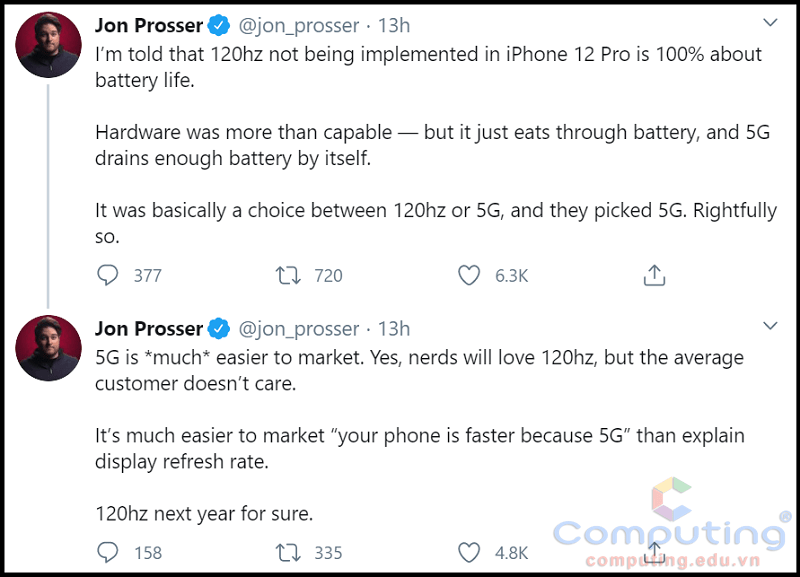 Jon Prosser @jon_prosser · 13h
I’m told that 120hz not being implemented in iPhone 12 Pro is 100% about
battery life.
Hardware was more than capable — but it just eats through battery, and 5G
drains enough battery by itself.
It was basically a choice between 120hz or 5G, and they picked 5G. Rightfully
so.
377 720 6.3K
Jon Prosser @jon_prosser · 13h
5G is *much* easier to market. Yes, nerds will love 120hz, but the average
customer doesn’t care.
It’s much easier to market “your phone is faster because 5G” than explain
display refresh rate.
120hz next year for sure.
158 335 4.8K
Computing®
computing.edu.vn